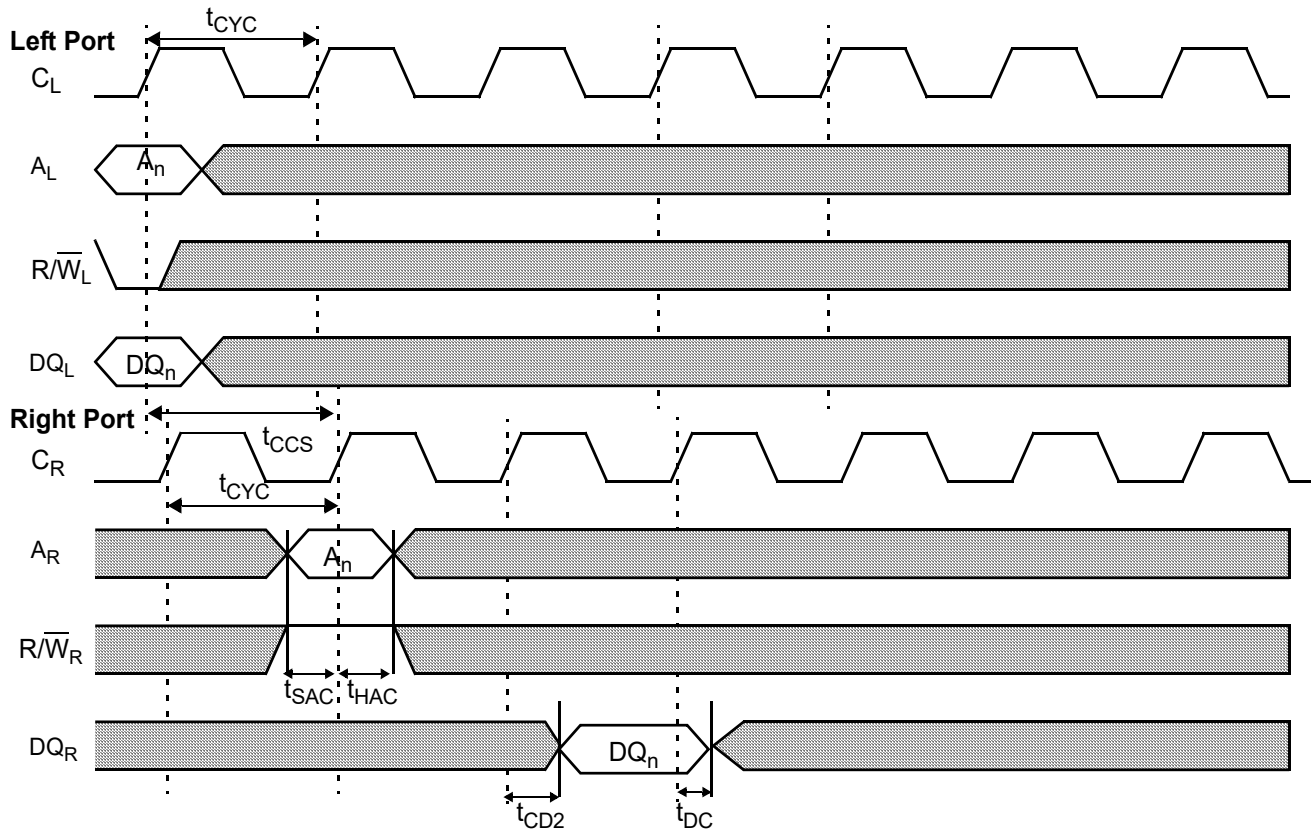 tCYC
Left Port
CL
AL
An
R/W̅L
DQL
DQn
Right Port
tCCS
CR
tCYC
AR
An
R/W̅R
tSAC
tHAC
DQR
DQn
tCD2
tDC